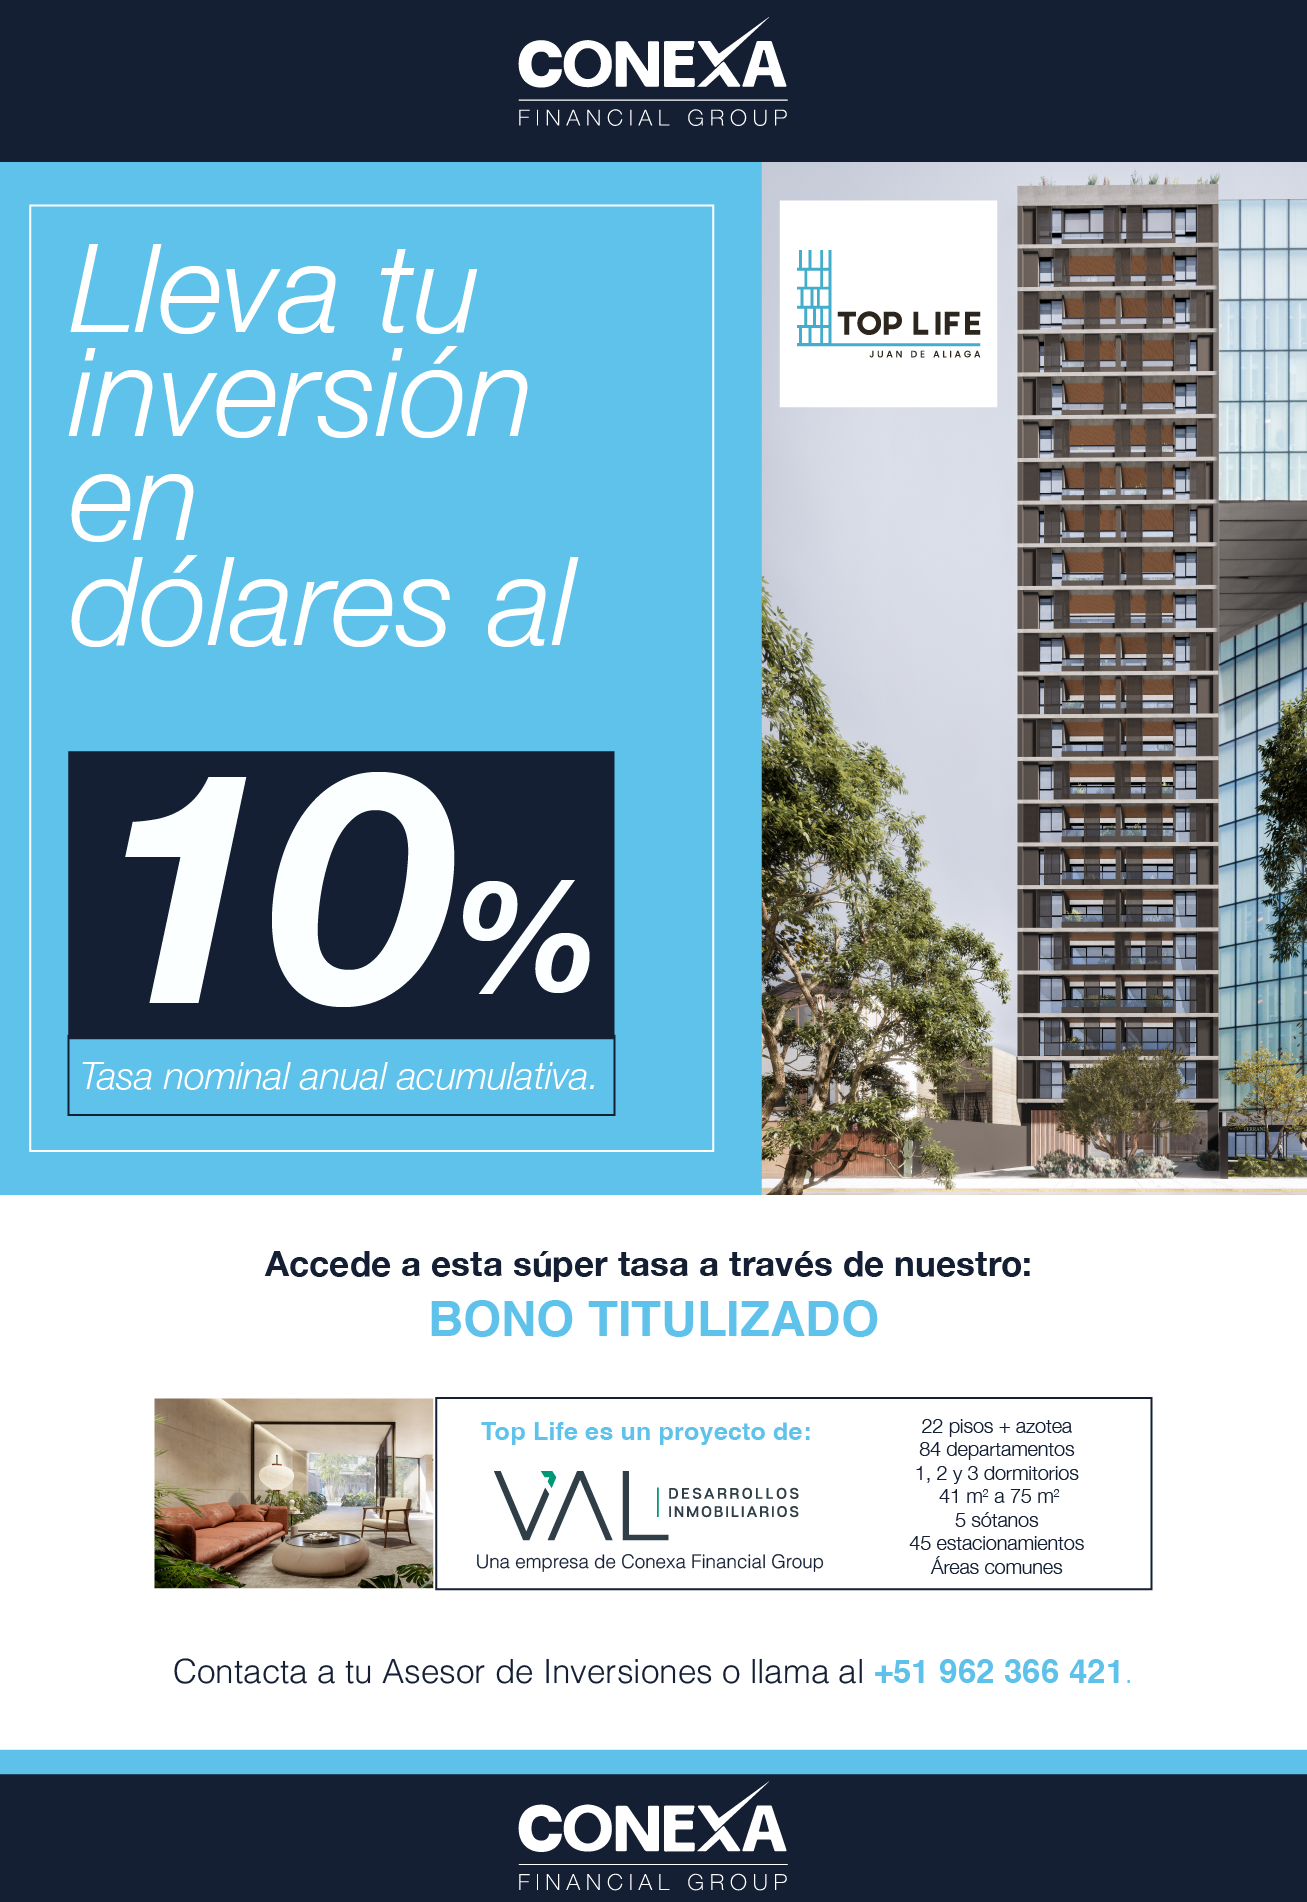 CONEXA
FINANCIAL GROUP
Lleva tu
inversión
en
dólares al
10%
Tasa nominal anual acumulativa.
TOP LIFE
JUAN DE ALIAGA
Accede a esta súper tasa a través de nuestro:
BONO TITULIZADO
Top Life es un proyecto de:
VAL
DESARROLLOS
INMOBILIARIOS
Una empresa de Conexa Financial Group
22 pisos + azotea
84 departamentos
1, 2 y 3 dormitorios
41 m² a 75 m²
5 sótanos
45 estacionamientos
Áreas comunes
Contacta a tu Asesor de Inversiones o llama al +51 962 366 421.
CONEXA
FINANCIAL GROUP